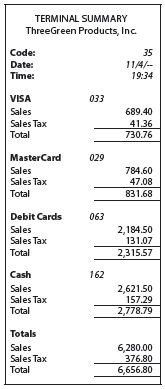 TERMINAL SUMMARY
ThreeGreen Products, Inc.
Code: 35
Date: 11/4/--
Time: 19:34
VISA 033
Sales 689.40
Sales Tax 41.36
Total 730.76
MasterCard 029
Sales 784.60
Sales Tax 47.08
Total 831.68
Debit Cards 063
Sales 2,184.50
Sales Tax 131.07
Total 2,315.57
Cash 162
Sales 2,621.50
Sales Tax 157.29
Total 2,778.79
Totals
Sales 6,280.00
Sales Tax 376.80
Total 6,656.80